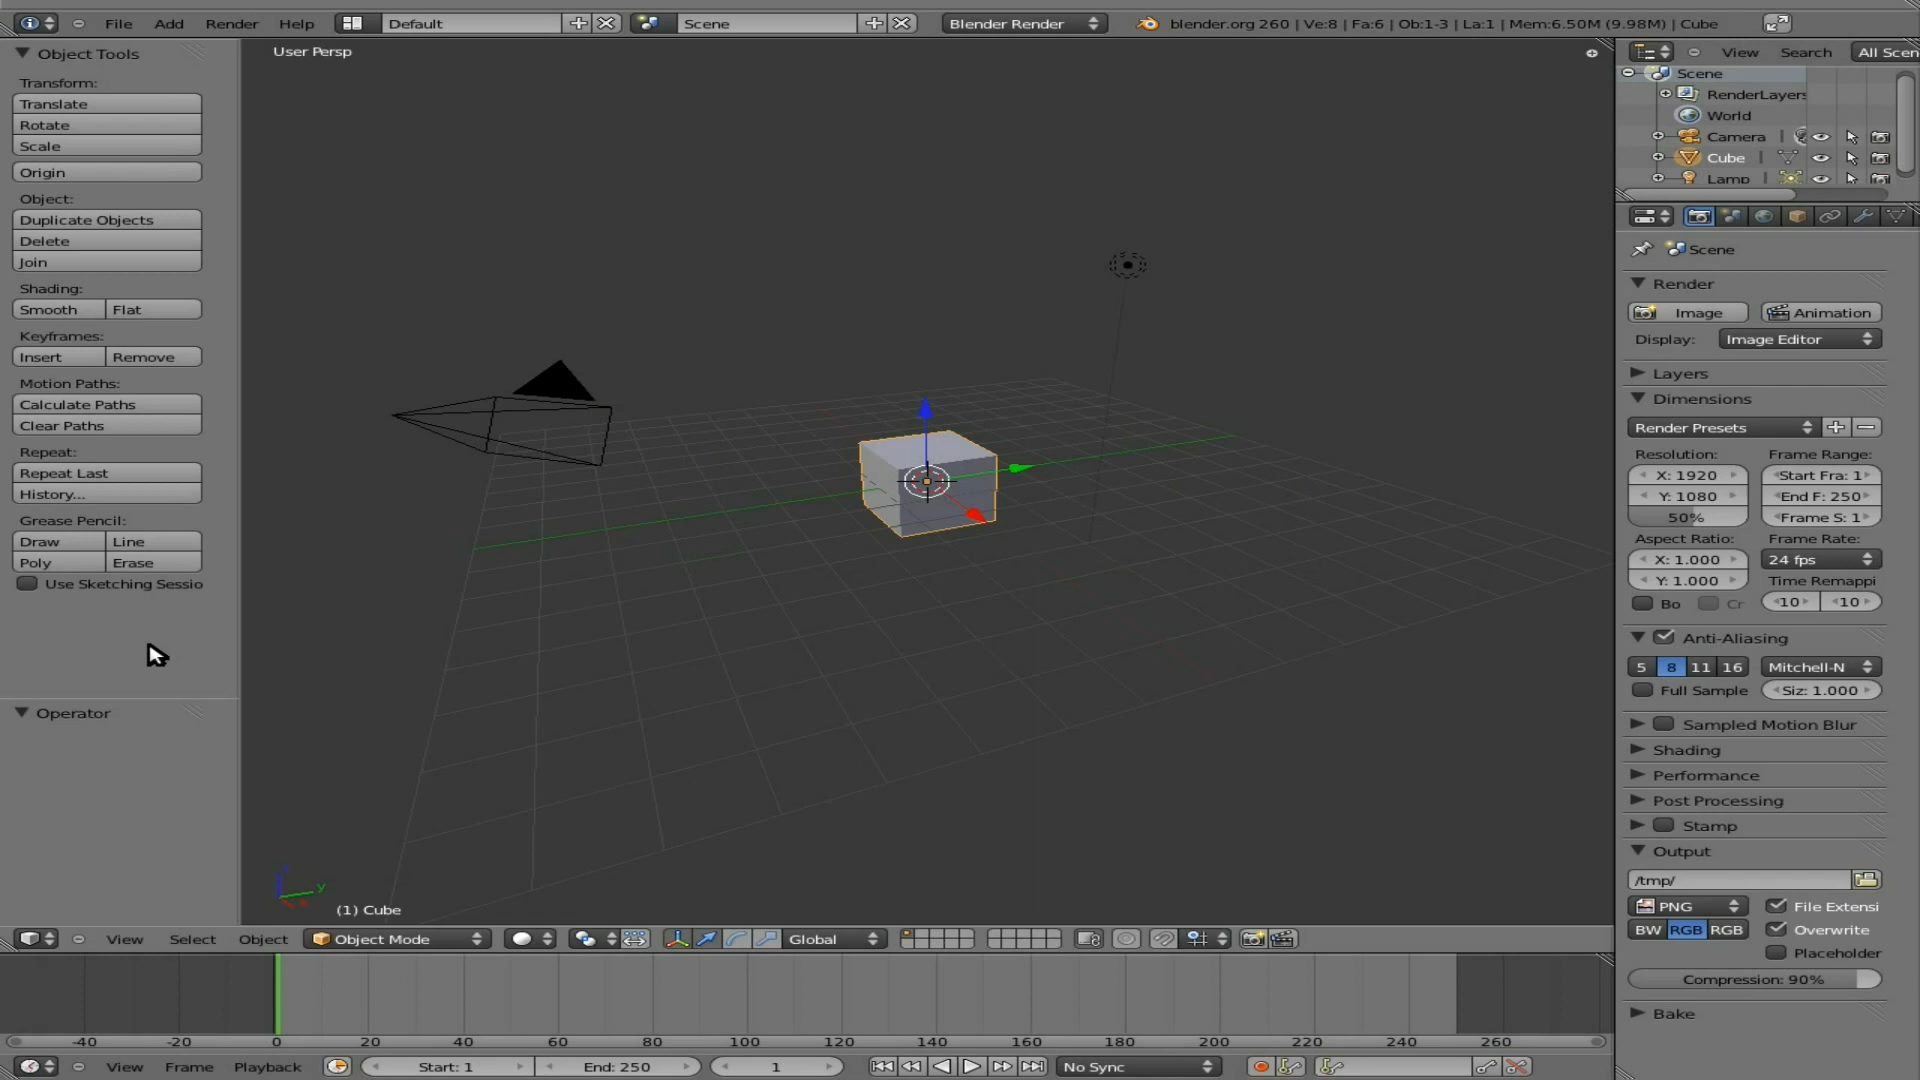 File Add Render Help Default Scene Blender Render blender.org 260 | Ve:8 | Fa:6 | Ob:1-3 | La:1 | Mem:6.50M (9.98M) | Cube
Object Tools
Transform:
Translate
Rotate
Scale
Origin
Object:
Duplicate Objects
Delete
Join
Shading:
Smooth Flat
Keyframes:
Insert Remove
Motion Paths:
Calculate Paths
Clear Paths
Repeat:
Repeat Last
History...
Grease Pencil:
Draw Line
Poly Erase
Use Sketching Sessio
Operator
User Persp
y
(1) Cube
View Search All Scen
Scene
RenderLayers
World
Camera |
Cube |
Lamp |
Scene
Render
Image Animation
Display: Image Editor
Layers
Dimensions
Render Presets
Resolution: Frame Range:
X: 1920 Start Fra: 1
Y: 1080 End F: 250
50% Frame S: 1
Aspect Ratio: Frame Rate:
X: 1.000 24 fps
Y: 1.000 Time Remappi
Bo Cr 10 10
Anti-Aliasing
5 8 11 16 Mitchell-N
Full Sample Siz: 1.000
Sampled Motion Blur
Shading
Performance
Post Processing
Stamp
Output
/tmp/
PNG File Extensi
BW RGB RGB Overwrite
Placeholder
Compression: 90%
Bake
View Select Object Object Mode Global
-40 -20 0 20 40 60 80 100 120 140 160 180 200 220 240 260
View Frame Playback Start: 1 End: 250 1 No Sync